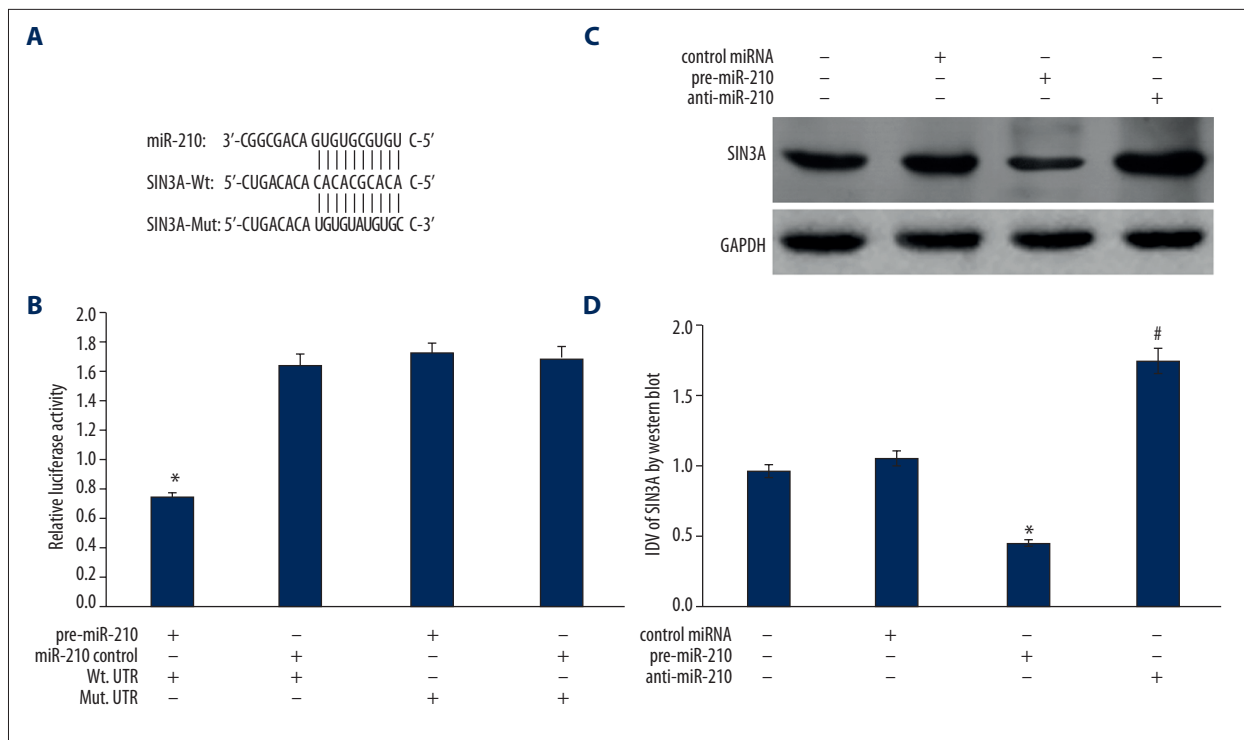 A
miR-210: 3′-CGGCGACA GUGUGCGUGU C-5′
SIN3A-Wt: 5′-CUGACACA CACACGCACA C-5′
SIN3A-Mut: 5′-CUGACACA UGUGUAUGUGC C-3′
B
Relative luciferase activity
2.0
1.8
1.6
1.4
1.2
1.0
0.8
0.6
0.4
0.2
0.0
*
pre-miR-210 + – + –
miR-210 control – + – +
Wt. UTR + + – –
Mut. UTR – – + +
C
control miRNA – + – –
pre-miR-210 – – + –
anti-miR-210 – – – +
SIN3A
GAPDH
D
IDV of SIN3A by western blot
2.0
1.5
1.0
0.5
0.0
*
#
control miRNA – + – –
pre-miR-210 – – + –
anti-miR-210 – – – +